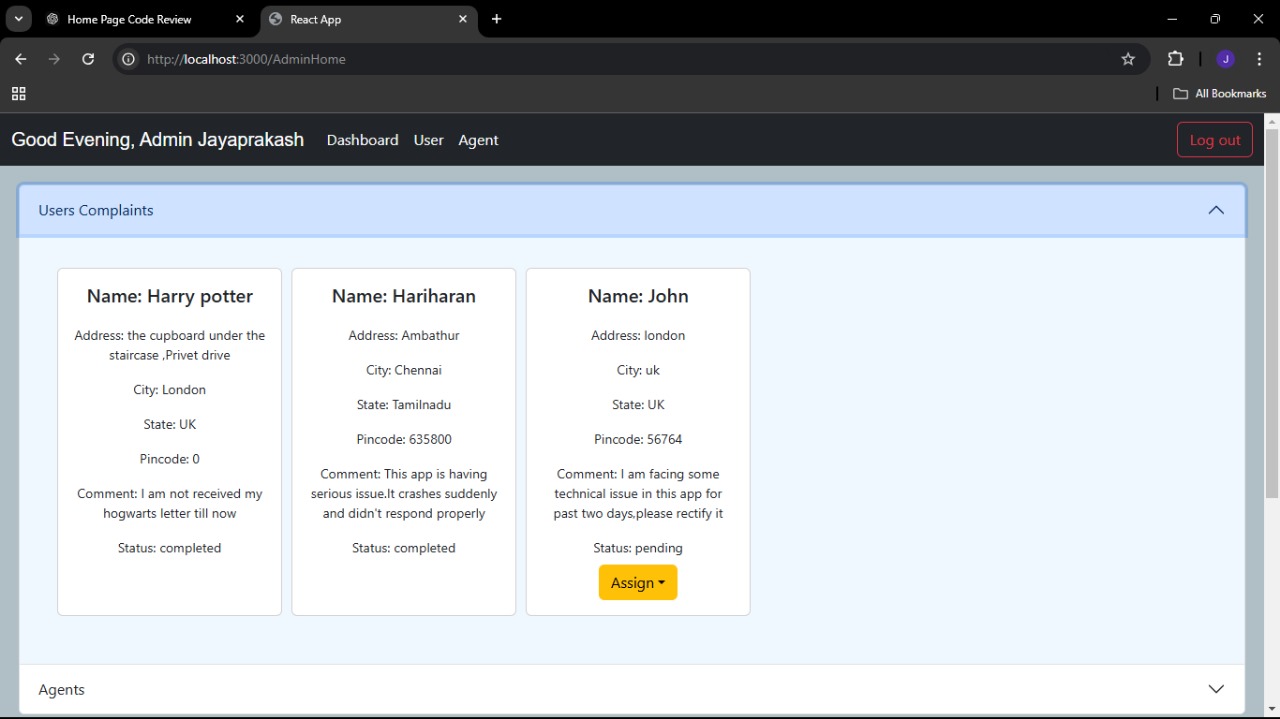 Home Page Code Review
React App
http://localhost:3000/AdminHome
J
All Bookmarks
Good Evening, Admin Jayaprakash
Dashboard
User
Agent
Log out
Users Complaints
Name: Harry potter
Address: the cupboard under the
staircase ,Privet drive
City: London
State: UK
Pincode: 0
Comment: I am not received my
hogwarts letter till now
Status: completed
Name: Hariharan
Address: Ambathur
City: Chennai
State: Tamilnadu
Pincode: 635800
Comment: This app is having
serious issue.It crashes suddenly
and didn't respond properly
Status: completed
Name: John
Address: london
City: uk
State: UK
Pincode: 56764
Comment: I am facing some
technical issue in this app for
past two days,please rectify it
Status: pending
Assign
Agents